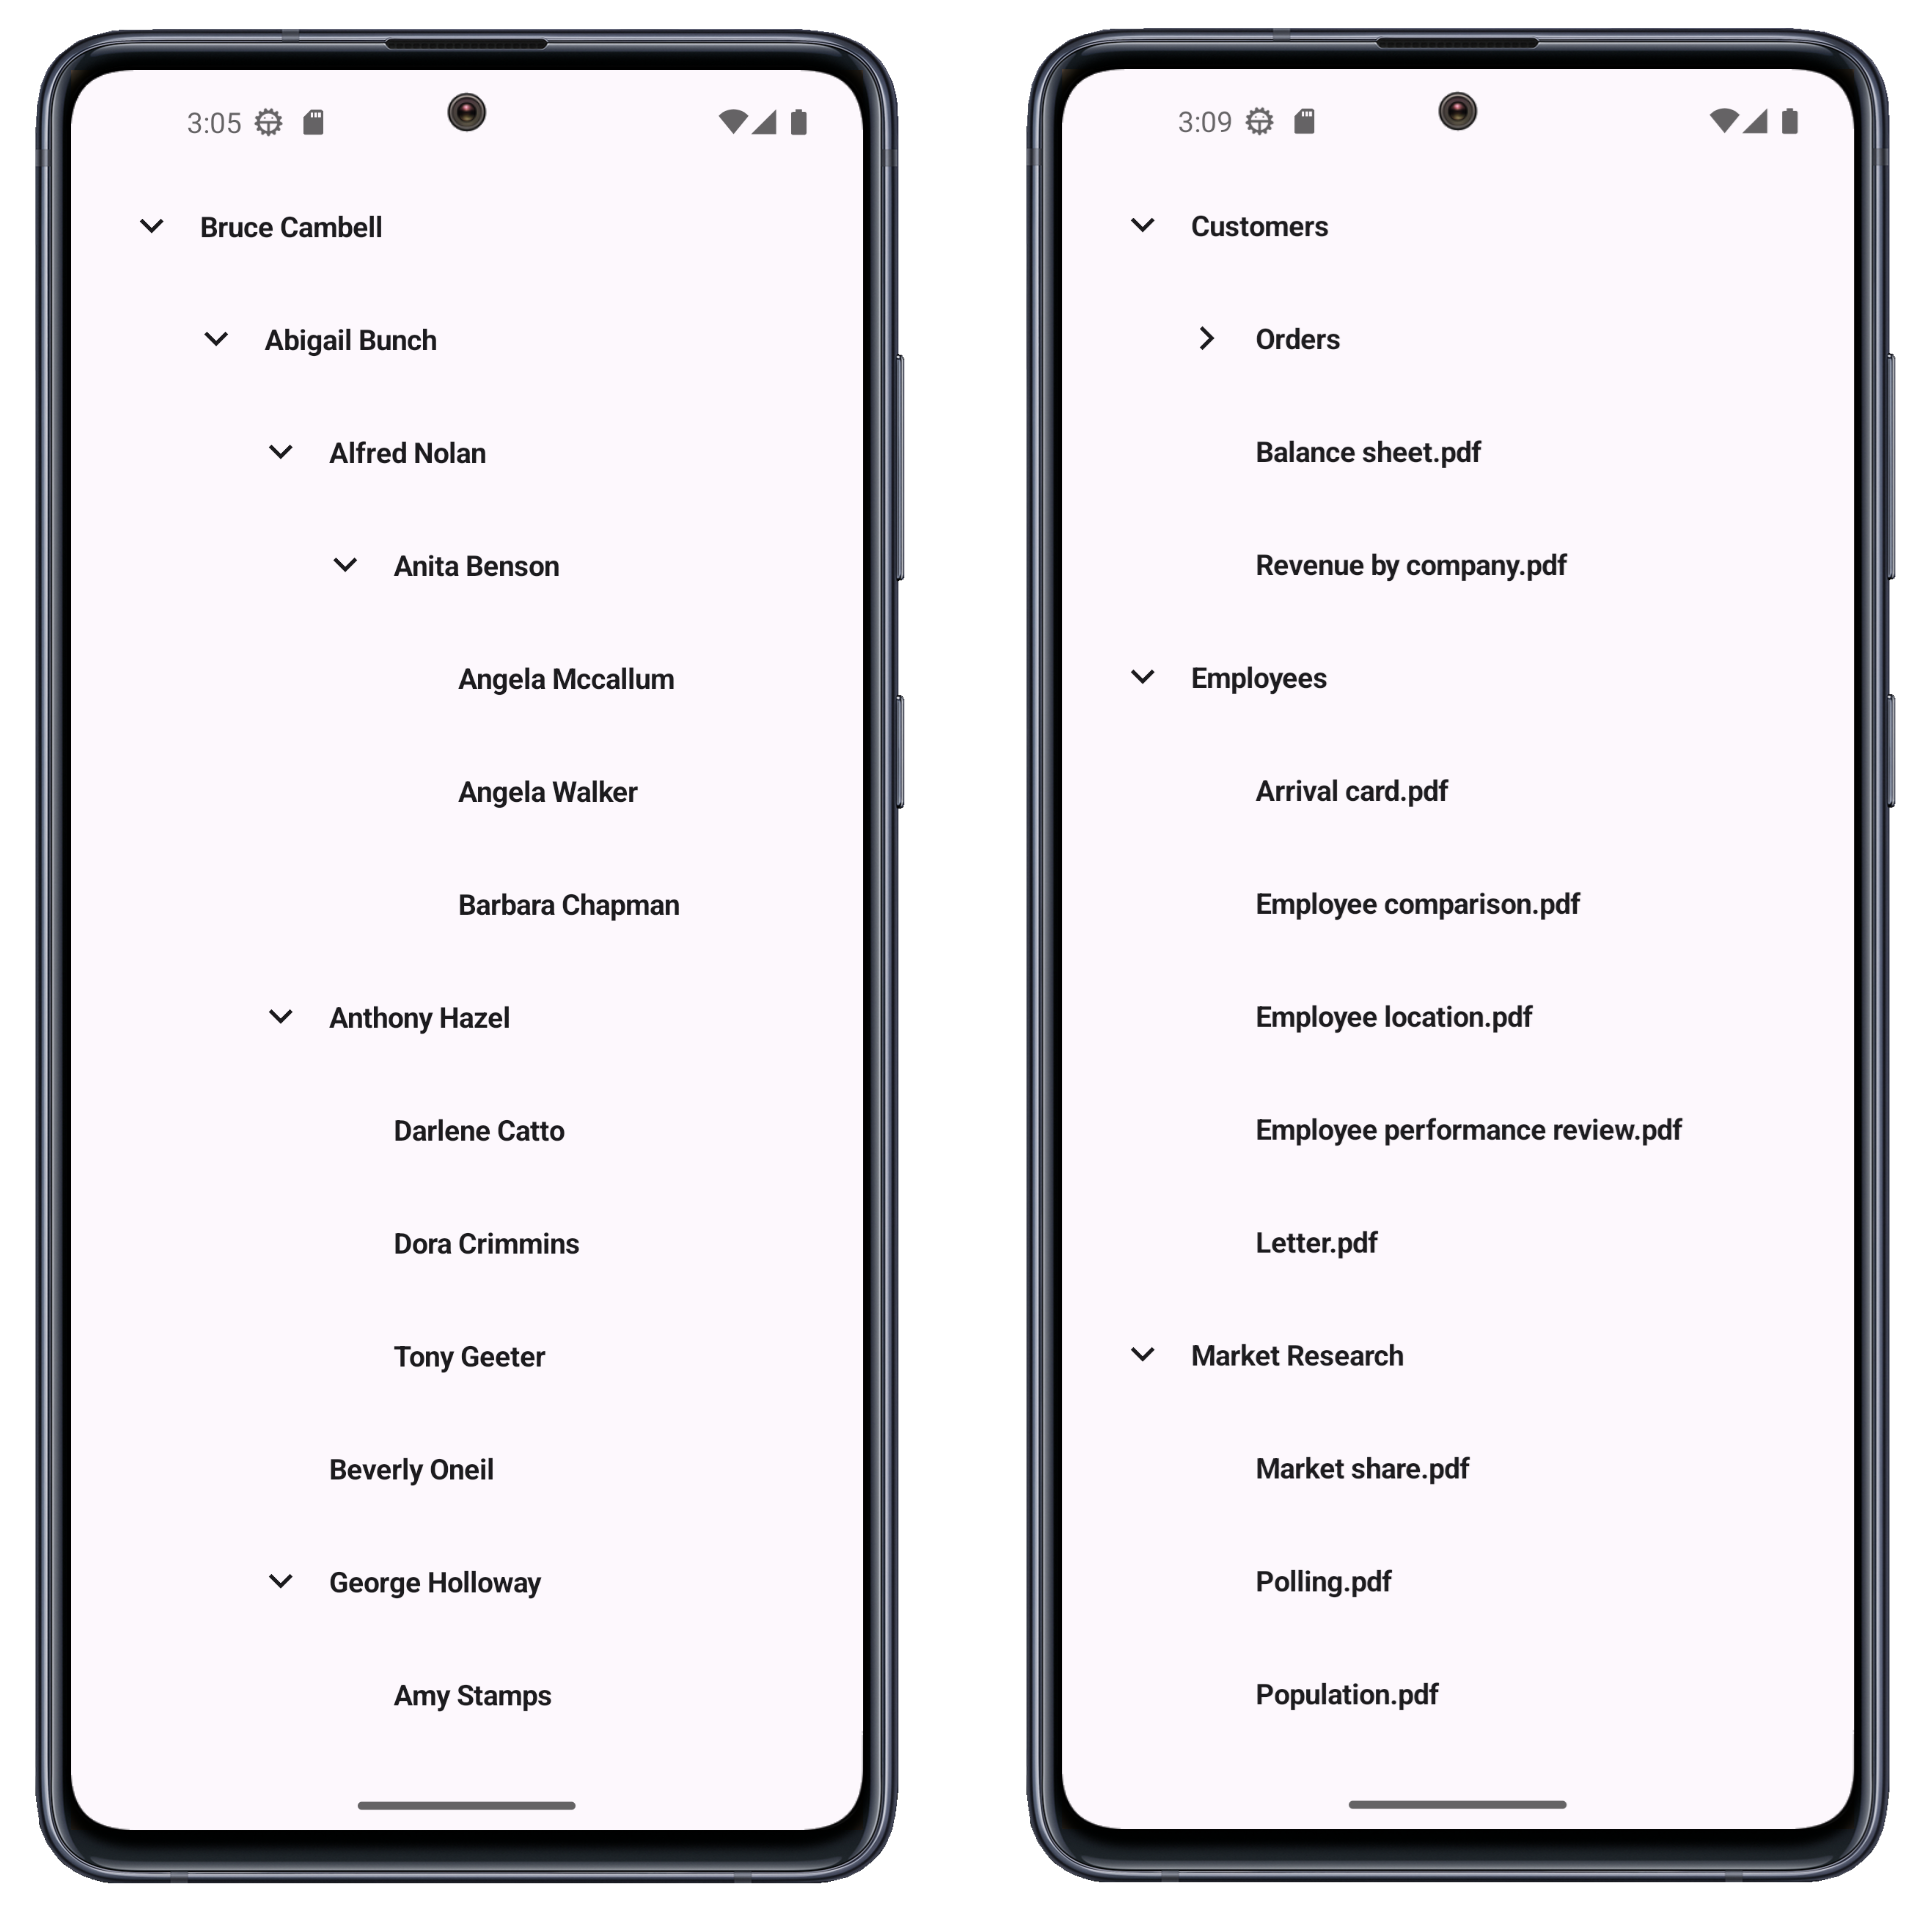 3:05
Bruce Cambell
Abigail Bunch
Alfred Nolan
Anita Benson
Angela Mccallum
Angela Walker
Barbara Chapman
Anthony Hazel
Darlene Catto
Dora Crimmins
Tony Geeter
Beverly Oneil
George Holloway
Amy Stamps
3:09
Customers
Orders
Balance sheet.pdf
Revenue by company.pdf
Employees
Arrival card.pdf
Employee comparison.pdf
Employee location.pdf
Employee performance review.pdf
Letter.pdf
Market Research
Market share.pdf
Polling.pdf
Population.pdf